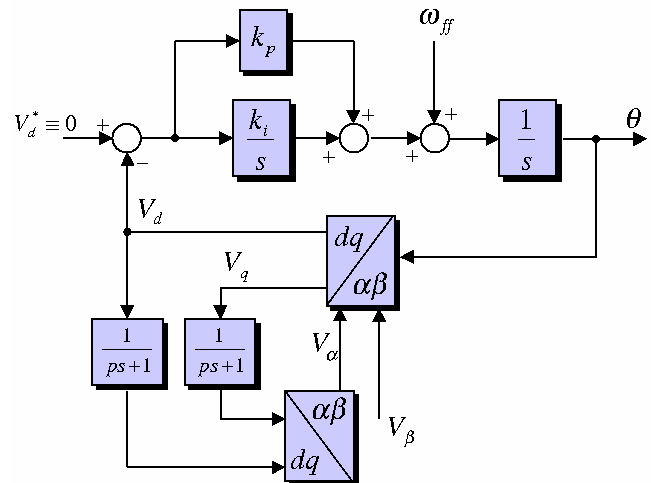 ω_ff
k_p
V_d^* ≡ 0
+
−
k_i
s
+
+
+
+
1
s
θ
V_d
dq
αβ
V_q
1
ps+1
1
ps+1
V_α
V_β
αβ
dq